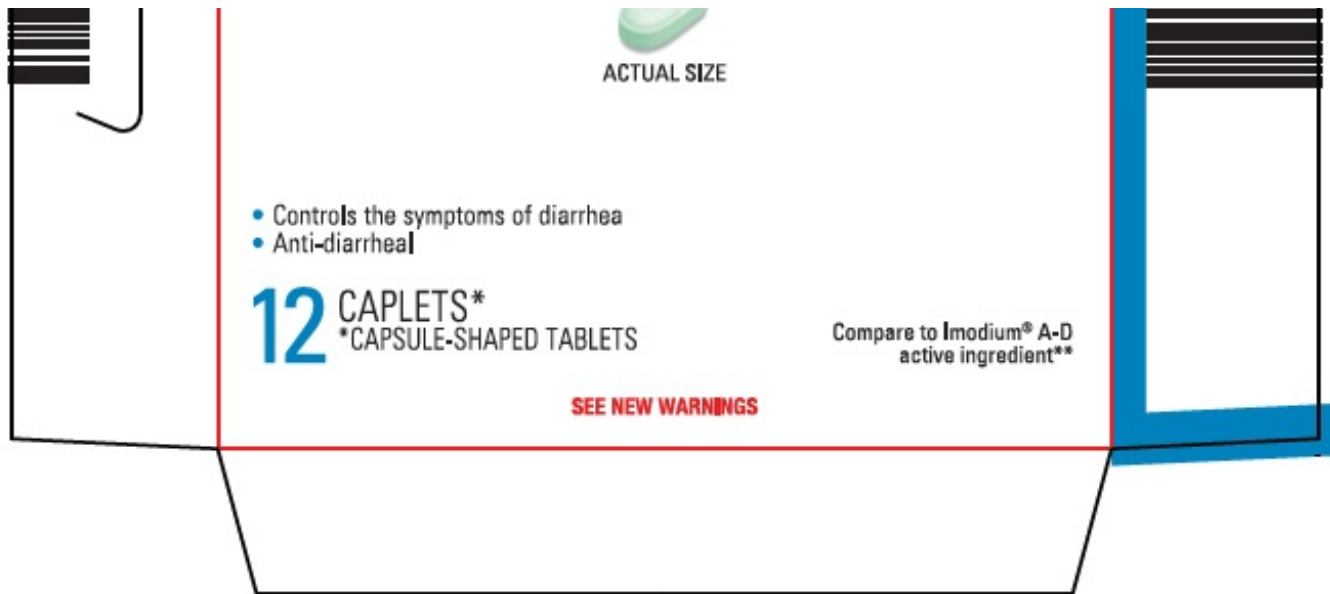 ACTUAL SIZE
• Controls the symptoms of diarrhea
• Anti-diarrheal
12 CAPLETS*
*CAPSULE-SHAPED TABLETS
Compare to Imodium® A-D
active ingredient**
SEE NEW WARNINGS